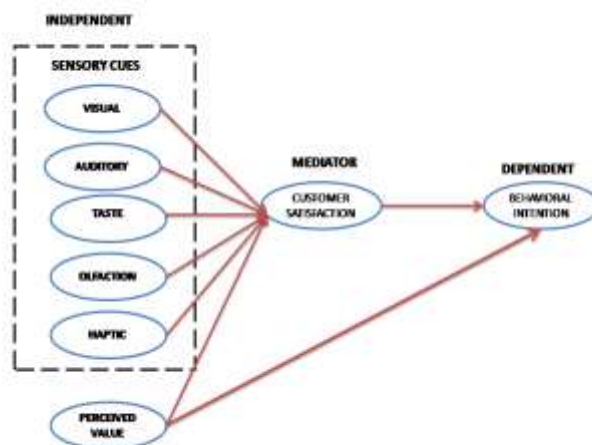 INDEPENDENT
SENSORY CUES
VISUAL
AUDITORY
TASTE
OLFACTION
HAPTIC
PERCEIVED
VALUE
MEDIATOR
CUSTOMER
SATISFACTION
DEPENDENT
BEHAVIORAL
INTENTION